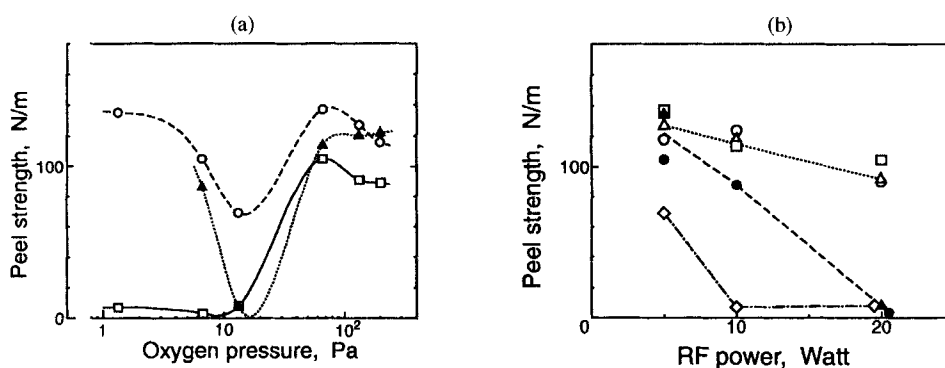 (a)
Peel strength, N/m
100
0
1
10
10²
Oxygen pressure, Pa
(b)
Peel strength, N/m
100
0
0
10
20
RF power, Watt